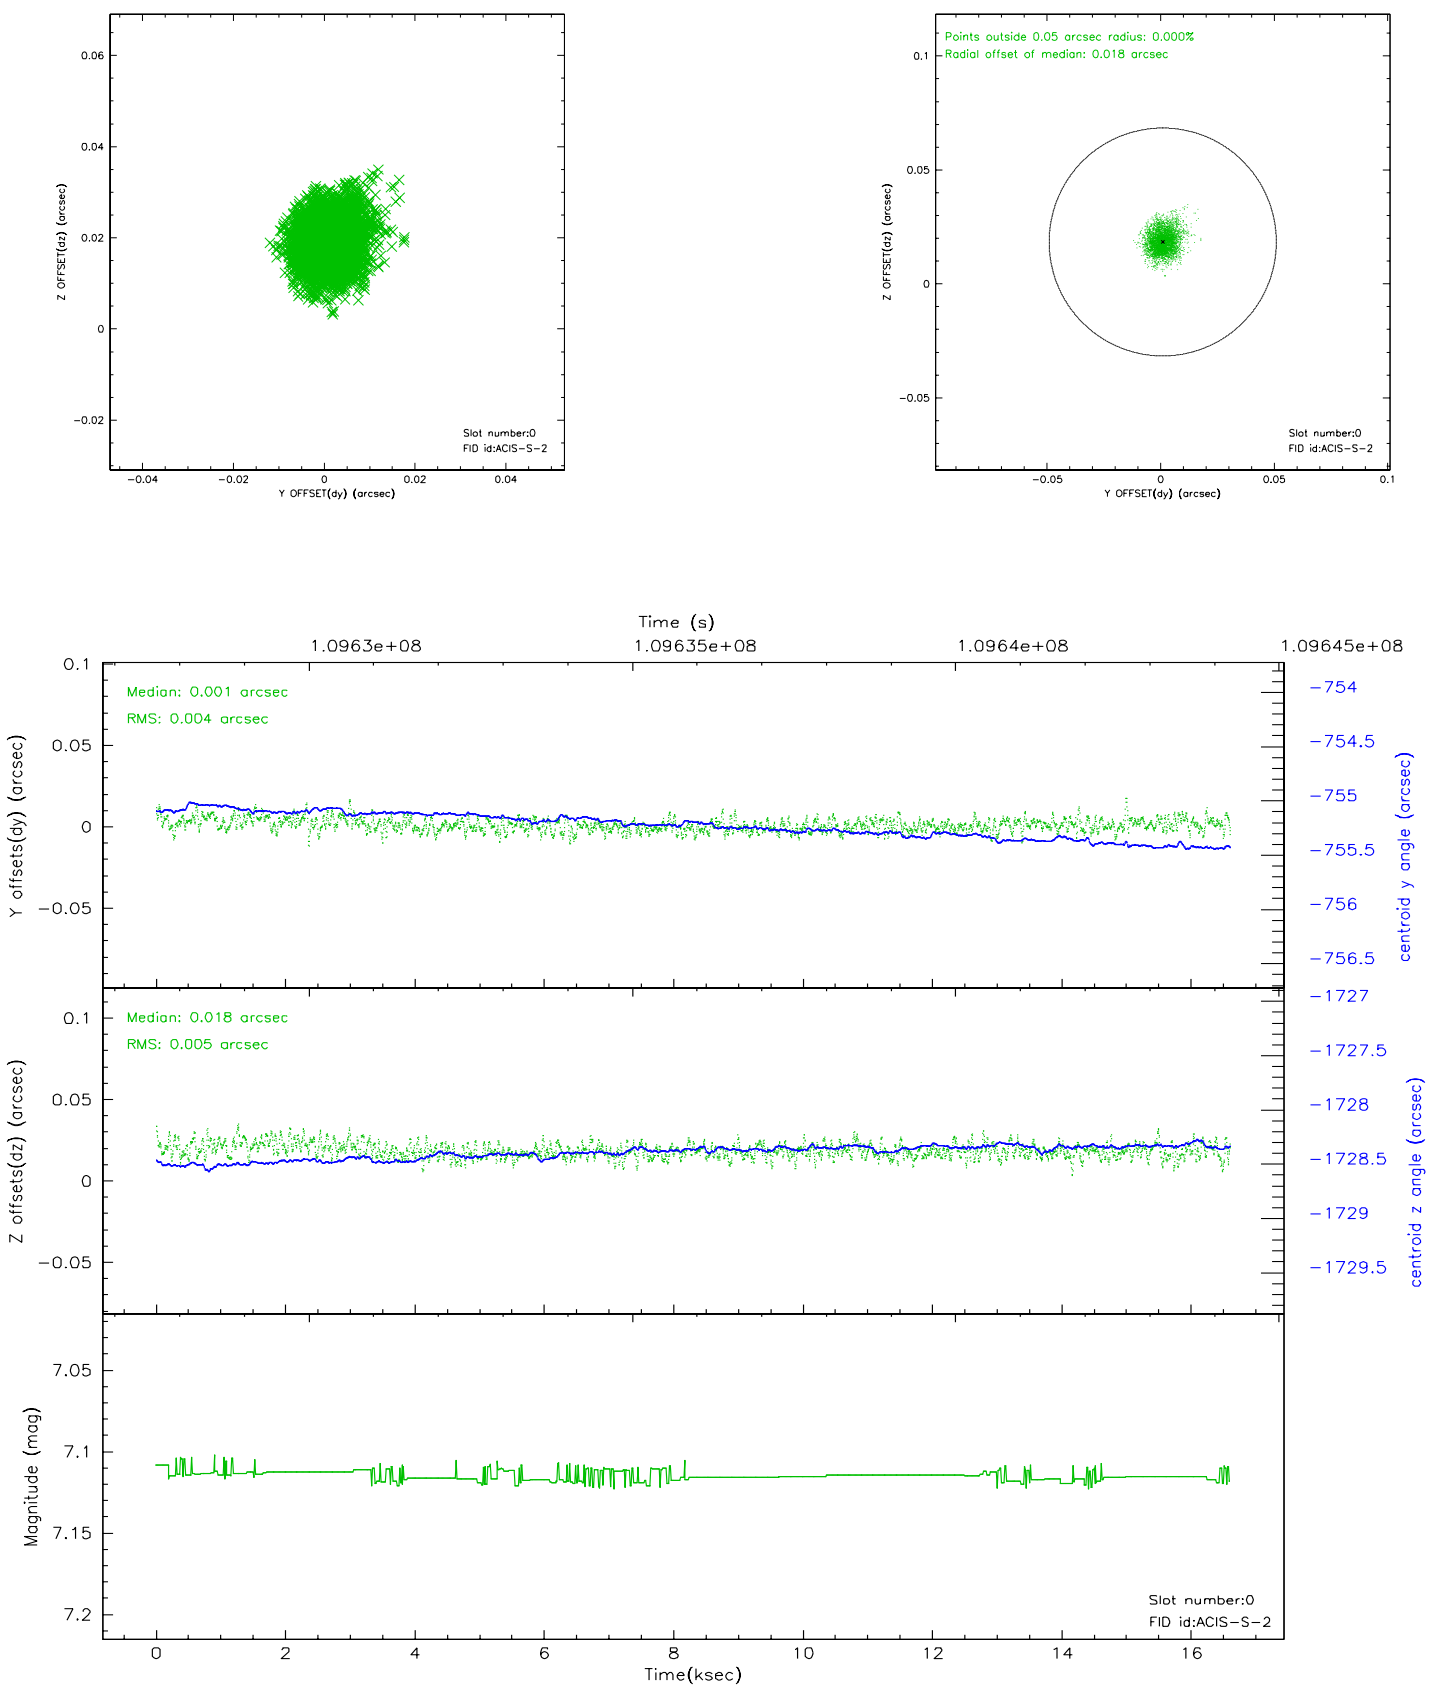 0.06
0.04
0.02
0
−0.02
Z OFFSET(dz) (arcsec)
Slot number:0
FID id:ACIS−S−2
−0.04
−0.02
0
0.02
0.04
Y OFFSET(dy) (arcsec)
Points outside 0.05 arcsec radius: 0.000%
Radial offset of median: 0.018 arcsec
0.1
0.05
0
−0.05
Z OFFSET(dz) (arcsec)
Slot number:0
FID id:ACIS−S−2
−0.05
0
0.05
0.1
Y OFFSET(dy) (arcsec)
Time (s)
1.0963e+08
1.09635e+08
1.0964e+08
1.09645e+08
Median: 0.001 arcsec
RMS: 0.004 arcsec
0.1
0.05
0
−0.05
Y offsets(dy) (arcsec)
−754
−754.5
−755
−755.5
−756
−756.5
centroid y angle (arcsec)
Median: 0.018 arcsec
RMS: 0.005 arcsec
0.1
0.05
0
−0.05
Z offsets(dz) (arcsec)
−1727
−1727.5
−1728
−1728.5
−1729
−1729.5
centroid z angle (arcsec)
7.05
7.1
7.15
7.2
Magnitude (mag)
Slot number:0
FID id:ACIS−S−2
0
2
4
6
8
10
12
14
16
Time(ksec)